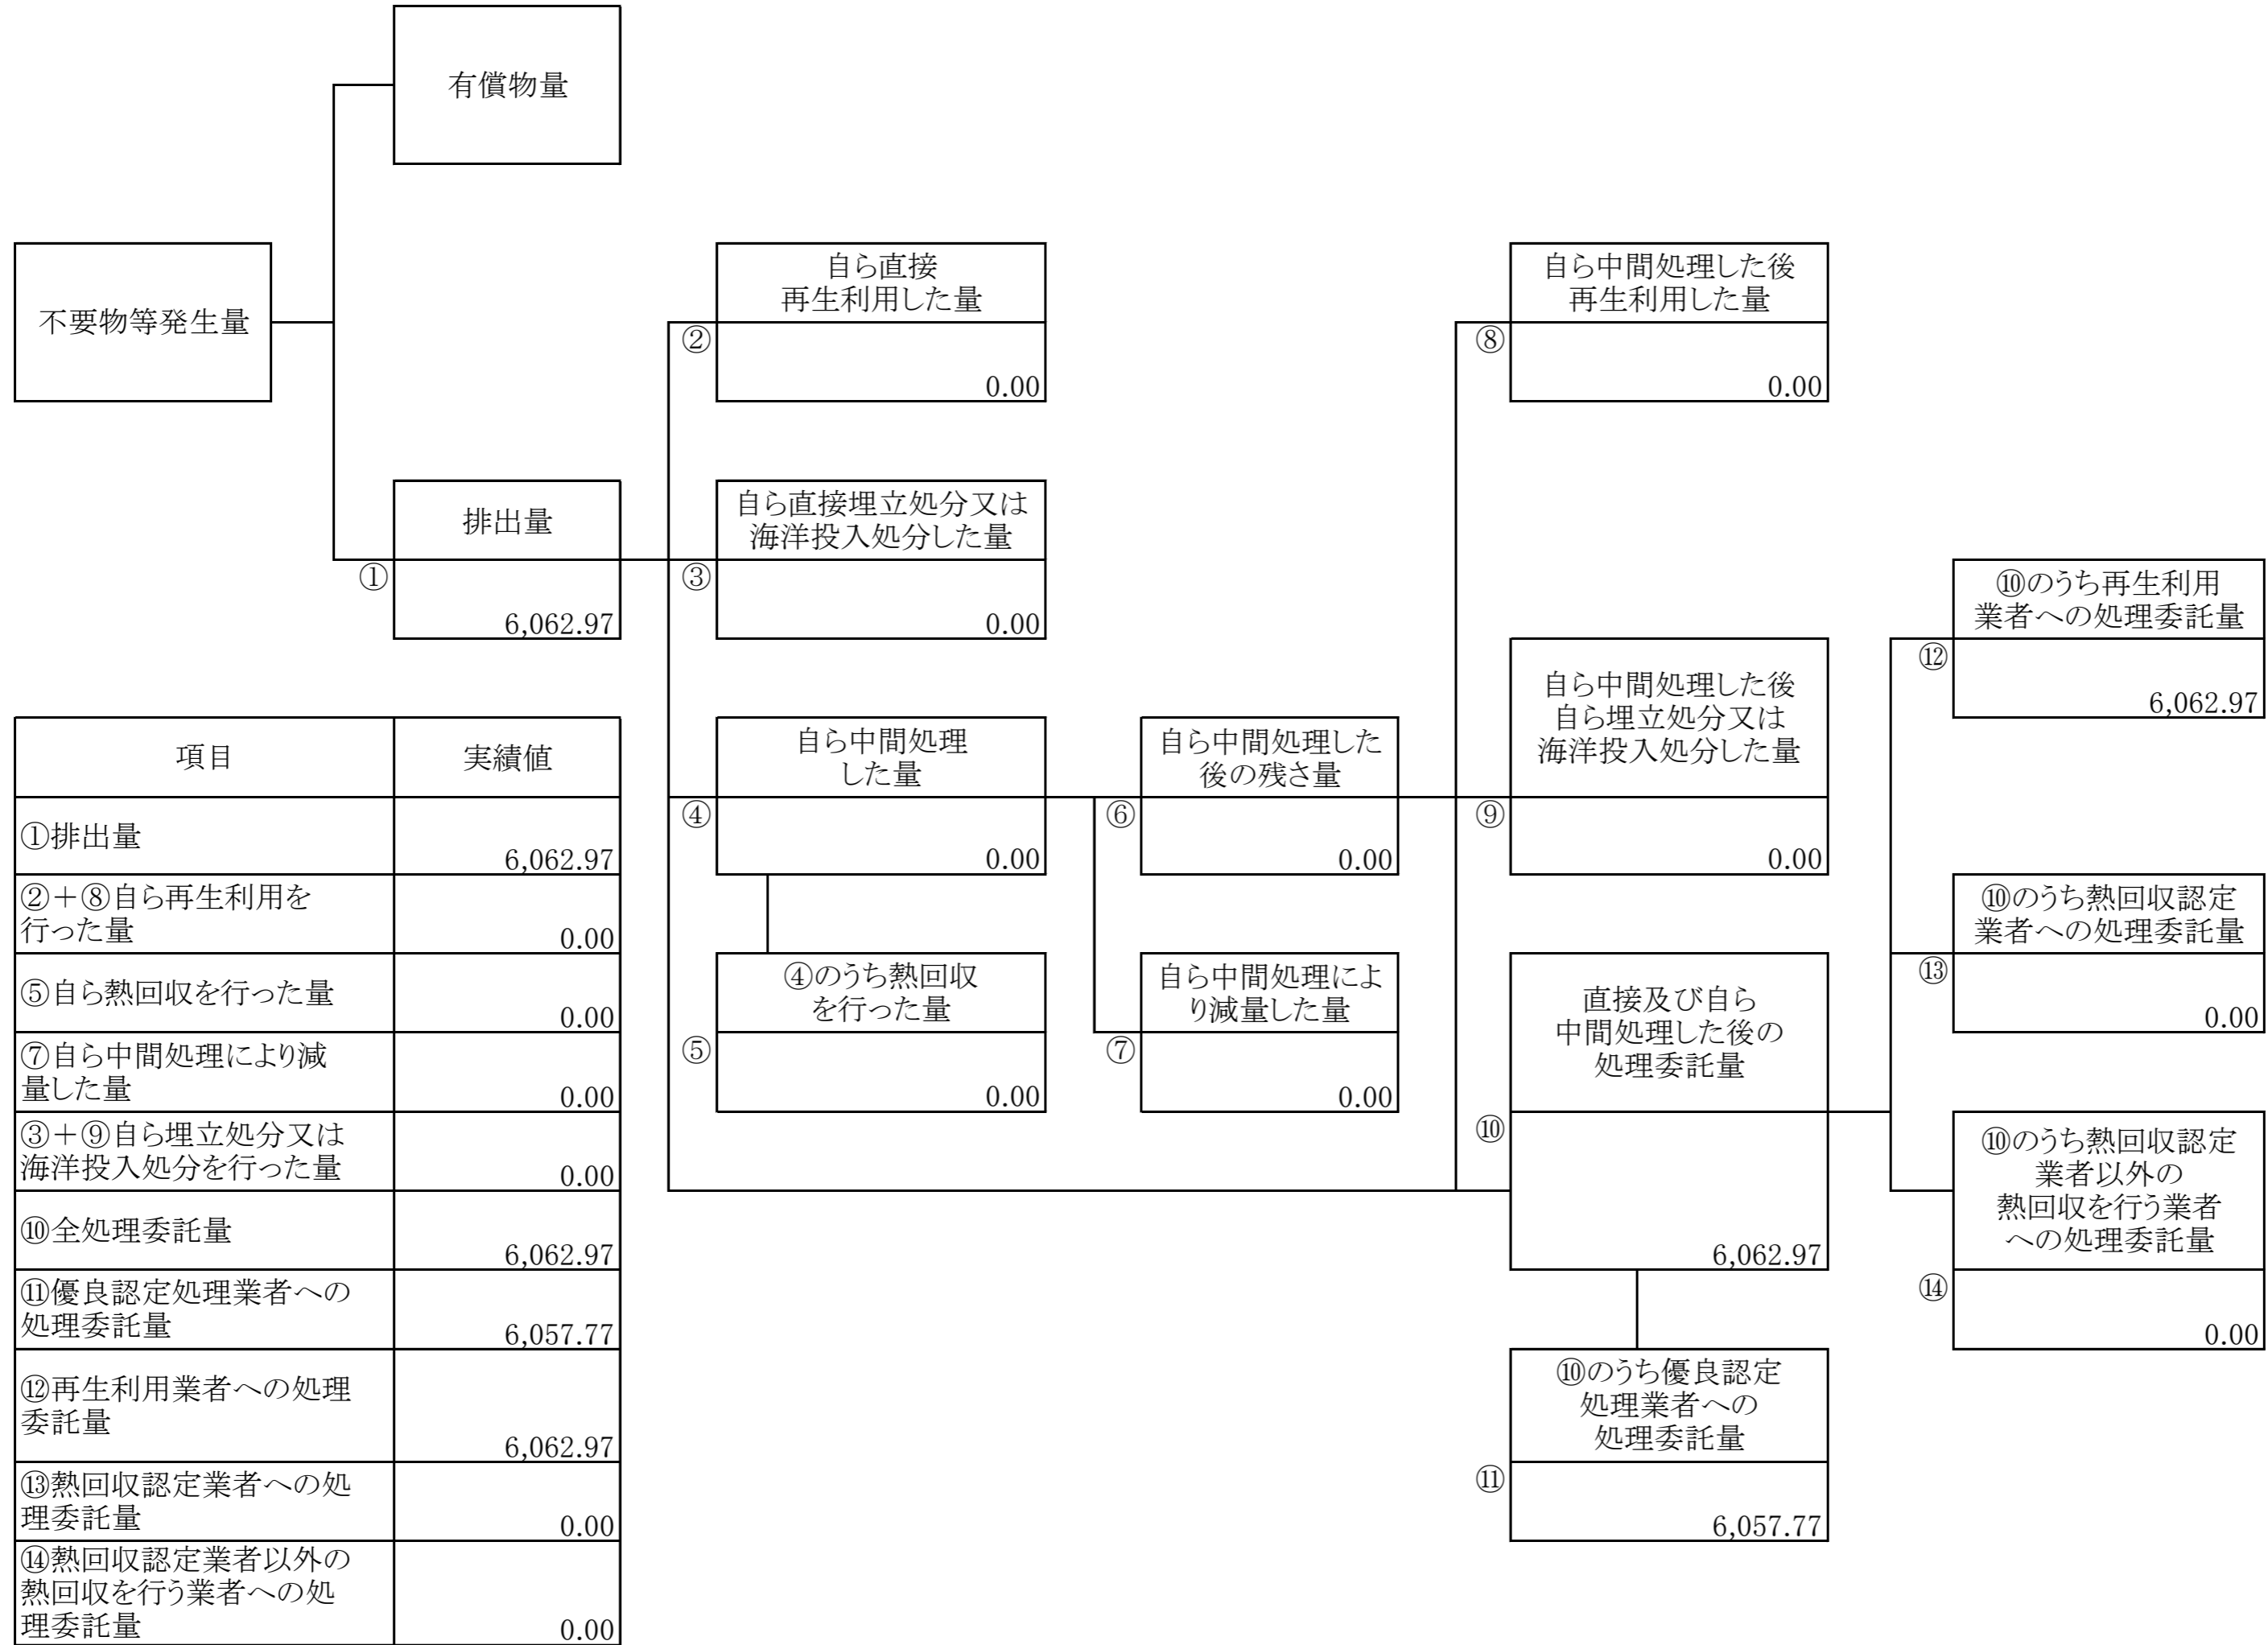 有償物量
不要物等発生量
自ら直接
再生利用した量
②
0.00
自ら中間処理した後
再生利用した量
⑧
0.00
排出量
①
6,062.97
自ら直接埋立処分又は
海洋投入処分した量
③
0.00
⑩のうち再生利用
業者への処理委託量
⑫
6,062.97
自ら中間処理
した量
④
0.00
自ら中間処理した
後の残さ量
⑥
0.00
自ら中間処理した後
自ら埋立処分又は
海洋投入処分した量
⑨
0.00
⑩のうち熱回収認定
業者への処理委託量
⑬
0.00
④のうち熱回収
を行った量
⑤
0.00
自ら中間処理によ
り減量した量
⑦
0.00
直接及び自ら
中間処理した後の
処理委託量
⑩
6,062.97
⑩のうち熱回収認定
業者以外の
熱回収を行う業者
への処理委託量
⑭
0.00
⑩のうち優良認定
処理業者への
処理委託量
⑪
6,057.77
項目 実績値
①排出量
6,062.97
②+⑧自ら再生利用を
行った量
0.00
⑤自ら熱回収を行った量
0.00
⑦自ら中間処理により減
量した量
0.00
③+⑨自ら埋立処分又は
海洋投入処分を行った量
0.00
⑩全処理委託量
6,062.97
⑪優良認定処理業者への
処理委託量
6,057.77
⑫再生利用業者への処理
委託量
6,062.97
⑬熱回収認定業者への処
理委託量
0.00
⑭熱回収認定業者以外の
熱回収を行う業者への処
理委託量
0.00